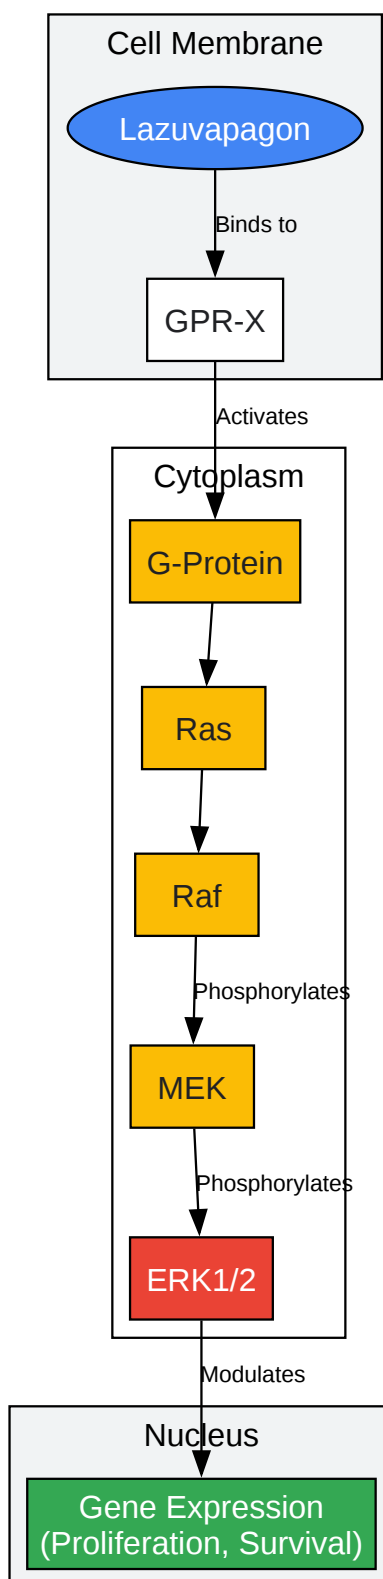 Cell Membrane
Lazuvapagon
Binds to
GPR-X
Activates
Cytoplasm
G-Protein
Ras
Raf
Phosphorylates
MEK
Phosphorylates
ERK1/2
Modulates
Nucleus
Gene Expression
(Proliferation, Survival)